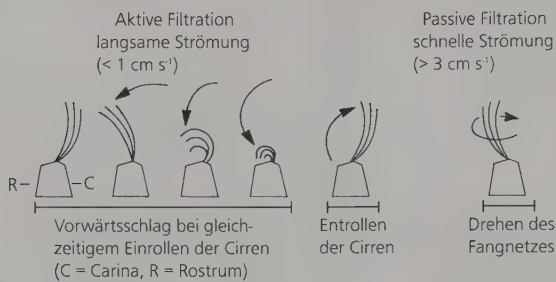 Aktive Filtration
langsame Strömung
(< 1 cm s⁻¹)
Passive Filtration
schnelle Strömung
(> 3 cm s⁻¹)
R
C
Vorwärtsschlag bei gleich-
zeitigem Einrollen der Cirren
(C = Carina, R = Rostrum)
Entrollen
der Cirren
Drehen des
Fangnetzes